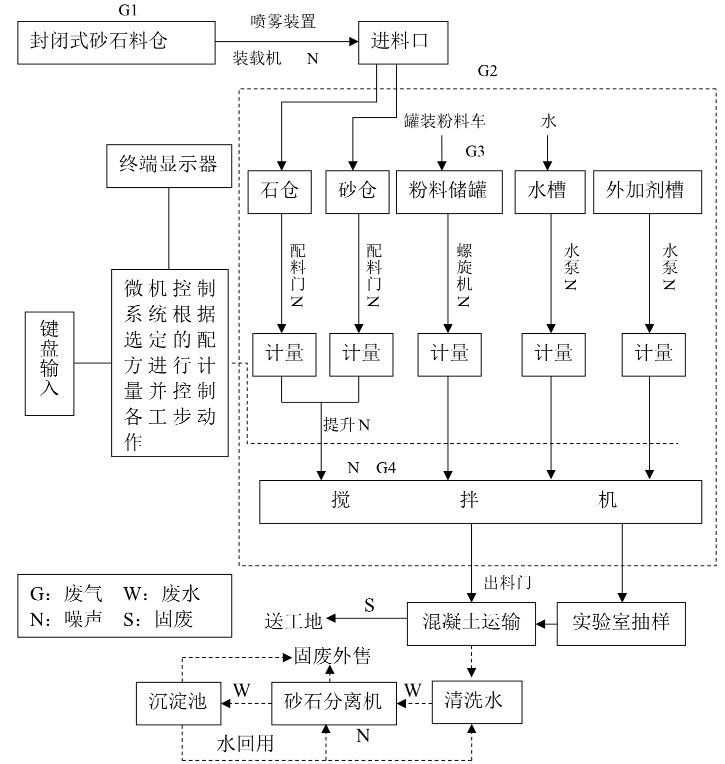 G1
封闭式砂石料仓
喷雾装置
装载机 N
进料口
G2
罐装粉料车
水
G3
终端显示器
石仓
砂仓
粉料储罐
水槽
外加剂槽
配料门N
配料门N
螺旋机N
水泵N
水泵N
键盘输入
微机控制
系统根据
选定的配
方进行计
量并控制
各工步动
作
计量
计量
计量
计量
计量
提升N
N G4
搅拌机
出料门
G：废气 W：废水
N：噪声 S：固废
送工地
S
混凝土运输
实验室抽样
固废外售
沉淀池
W
砂石分离机
W
清洗水
N
水回用